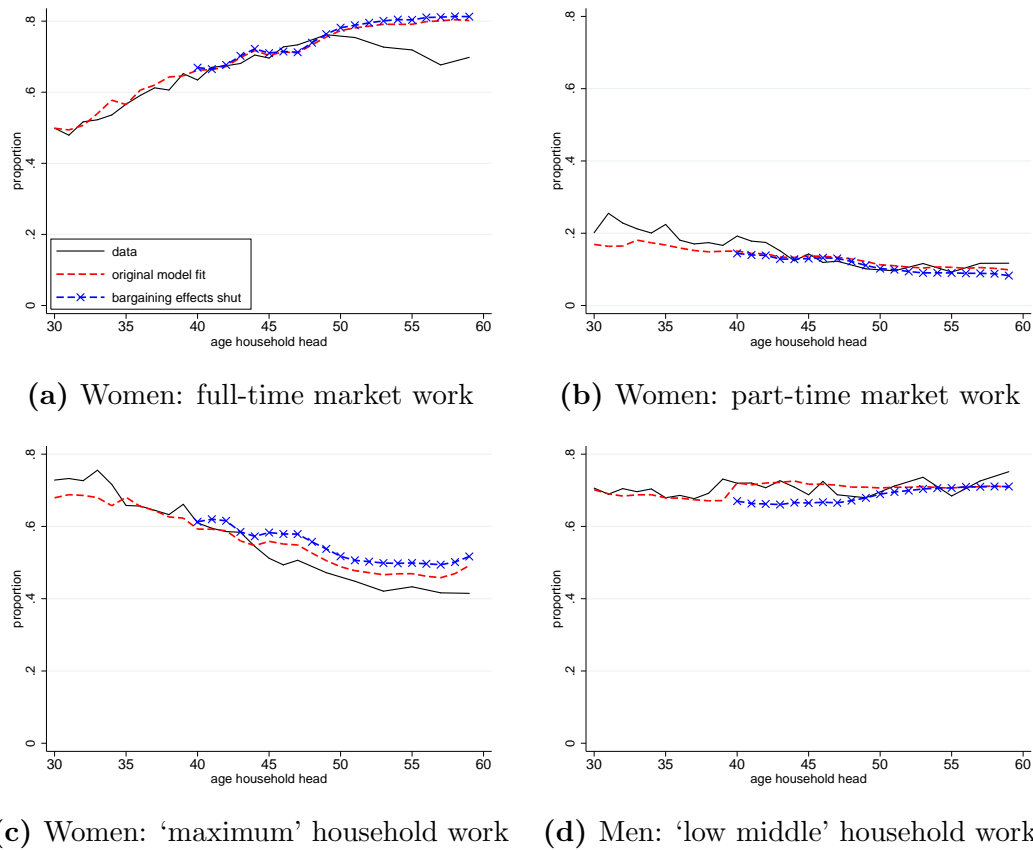 proportion
0 .2 .4 .6 .8
data
original model fit
bargaining effects shut
30 35 40 45 50 55 60
age household head
(a) Women: full-time market work
proportion
0 .2 .4 .6 .8
30 35 40 45 50 55 60
age household head
(b) Women: part-time market work
proportion
0 .2 .4 .6 .8
30 35 40 45 50 55 60
age household head
(c) Women: ‘maximum’ household work
proportion
0 .2 .4 .6 .8
30 35 40 45 50 55 60
age household head
(d) Men: ‘low middle’ household work